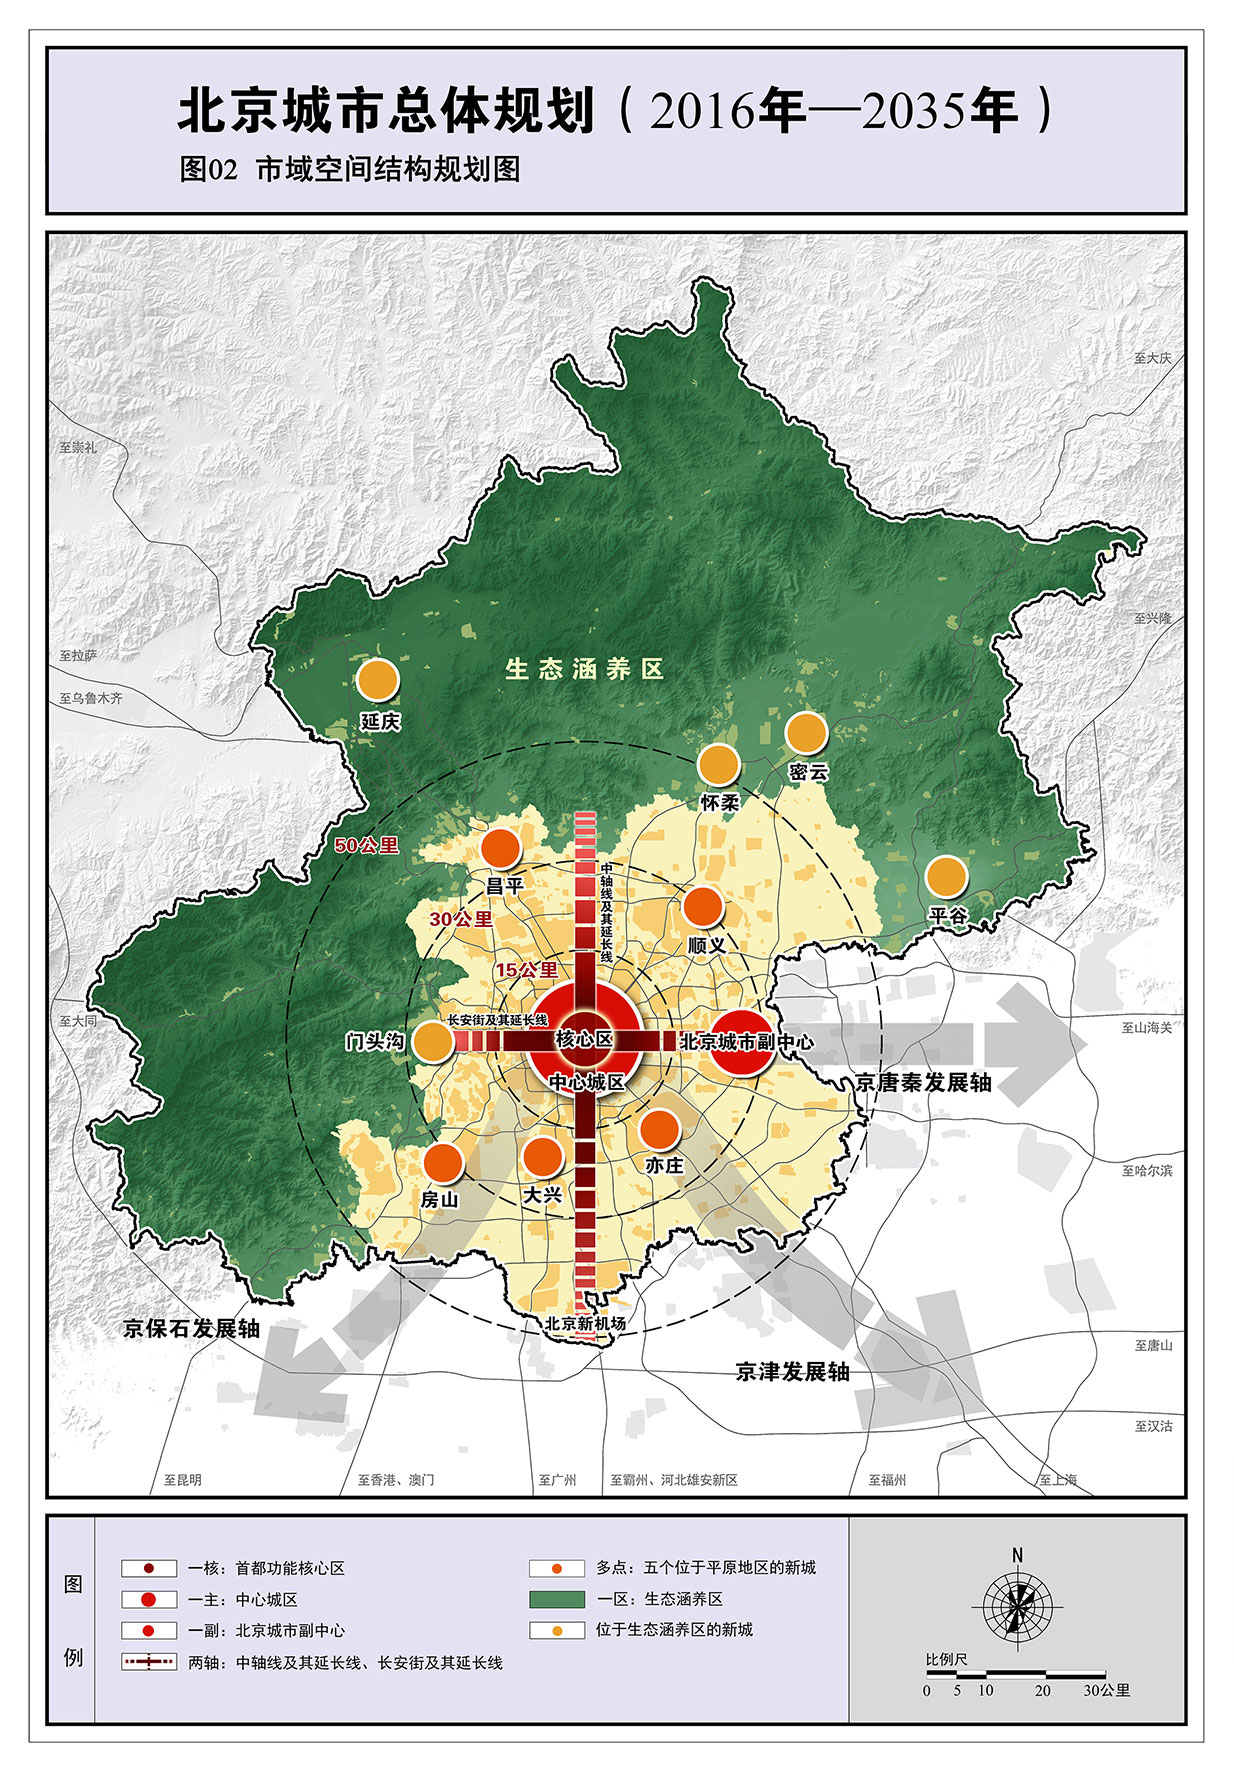 北京城市总体规划（2016年—2035年）
图02 市域空间结构规划图
至大庆
至崇礼
至兴隆
至拉萨
至乌鲁木齐
生态涵养区
延庆
密云
怀柔
50公里
昌平
中轴线及其延长线
平谷
30公里
顺义
15公里
至大同
长安街及其延长线
至山海关
门头沟
核心区
北京城市副中心
中心城区
京唐秦发展轴
亦庄
至哈尔滨
房山
大兴
北京新机场
京保石发展轴
至唐山
京津发展轴
至汉沽
至昆明
至香港、澳门
至广州
至霸州、河北雄安新区
至福州
至上海
图例
一核：首都功能核心区
一主：中心城区
一副：北京城市副中心
两轴：中轴线及其延长线、长安街及其延长线
多点：五个位于平原地区的新城
一区：生态涵养区
位于生态涵养区的新城
N
比例尺
0 5 10 20 30公里